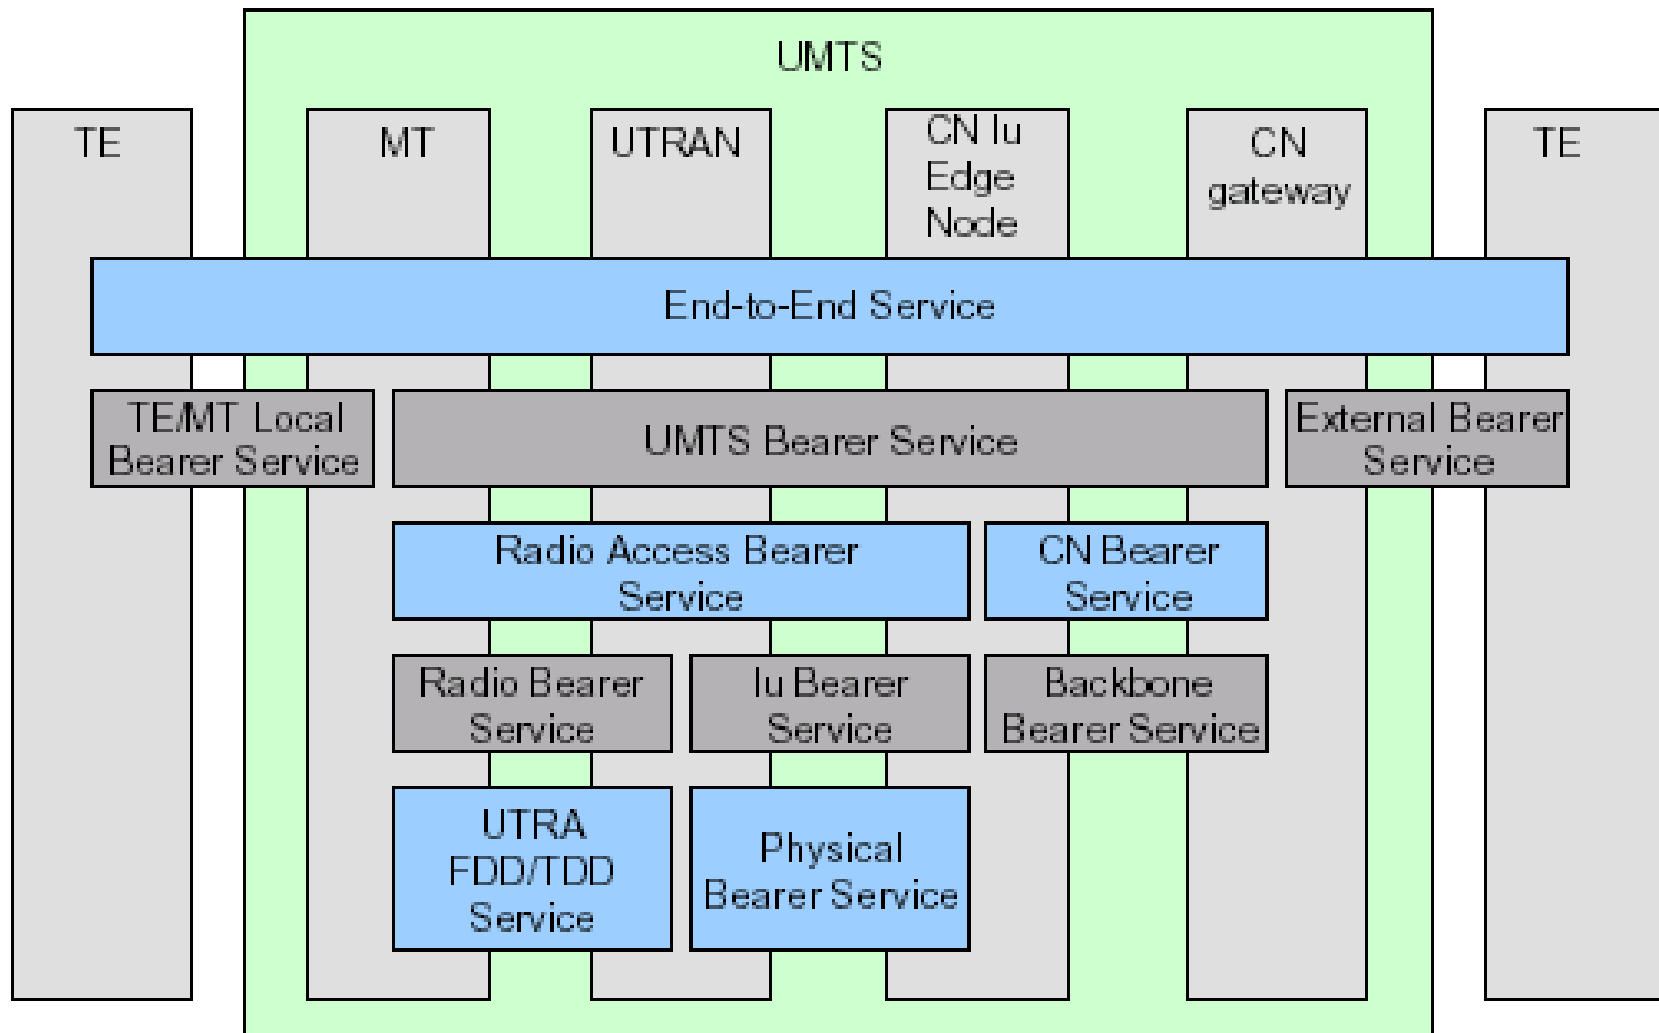 UMTS
TE
MT
UTRAN
CN Iu
Edge
Node
CN
gateway
TE
End-to-End Service
TE/MT Local
Bearer Service
UMTS Bearer Service
External Bearer
Service
Radio Access Bearer
Service
CN Bearer
Service
Radio Bearer
Service
Iu Bearer
Service
Backbone
Bearer Service
UTRA
FDD/TDD
Service
Physical
Bearer Service